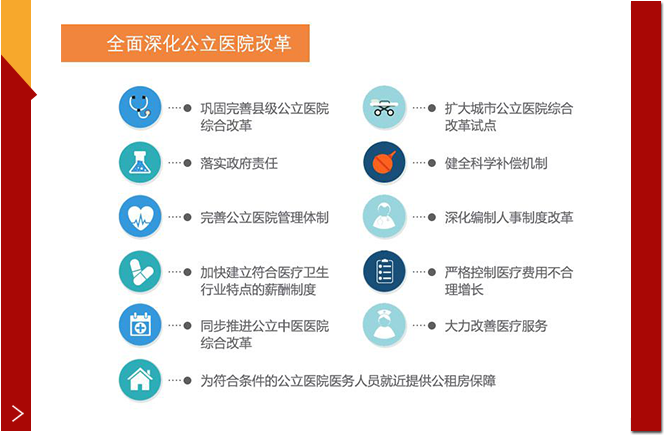 全面深化公立医院改革
巩固完善县级公立医院
综合改革
扩大城市公立医院综合
改革试点
落实政府责任
健全科学补偿机制
完善公立医院管理体制
深化编制人事制度改革
加快建立符合医疗卫生
行业特点的薪酬制度
严格控制医疗费用不合
理增长
同步推进公立中医医院
综合改革
大力改善医疗服务
为符合条件的公立医院医务人员就近提供公租房保障